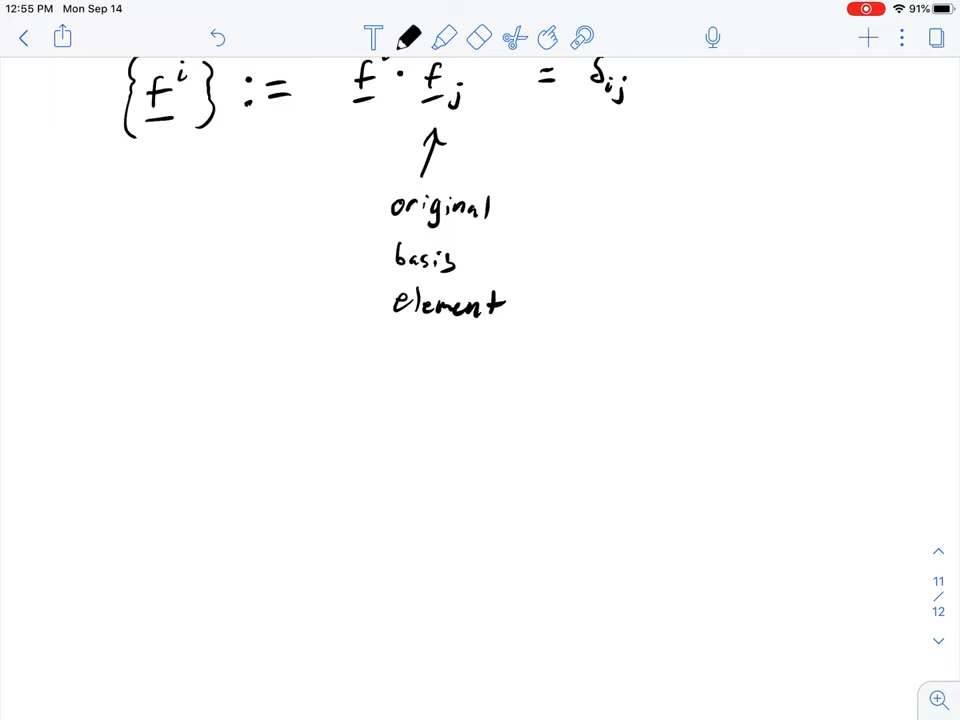 12:55 PM Mon Sep 14
91%
{f^i} := f^i · f_j = δ_ij
original
basis
element
11
/
12